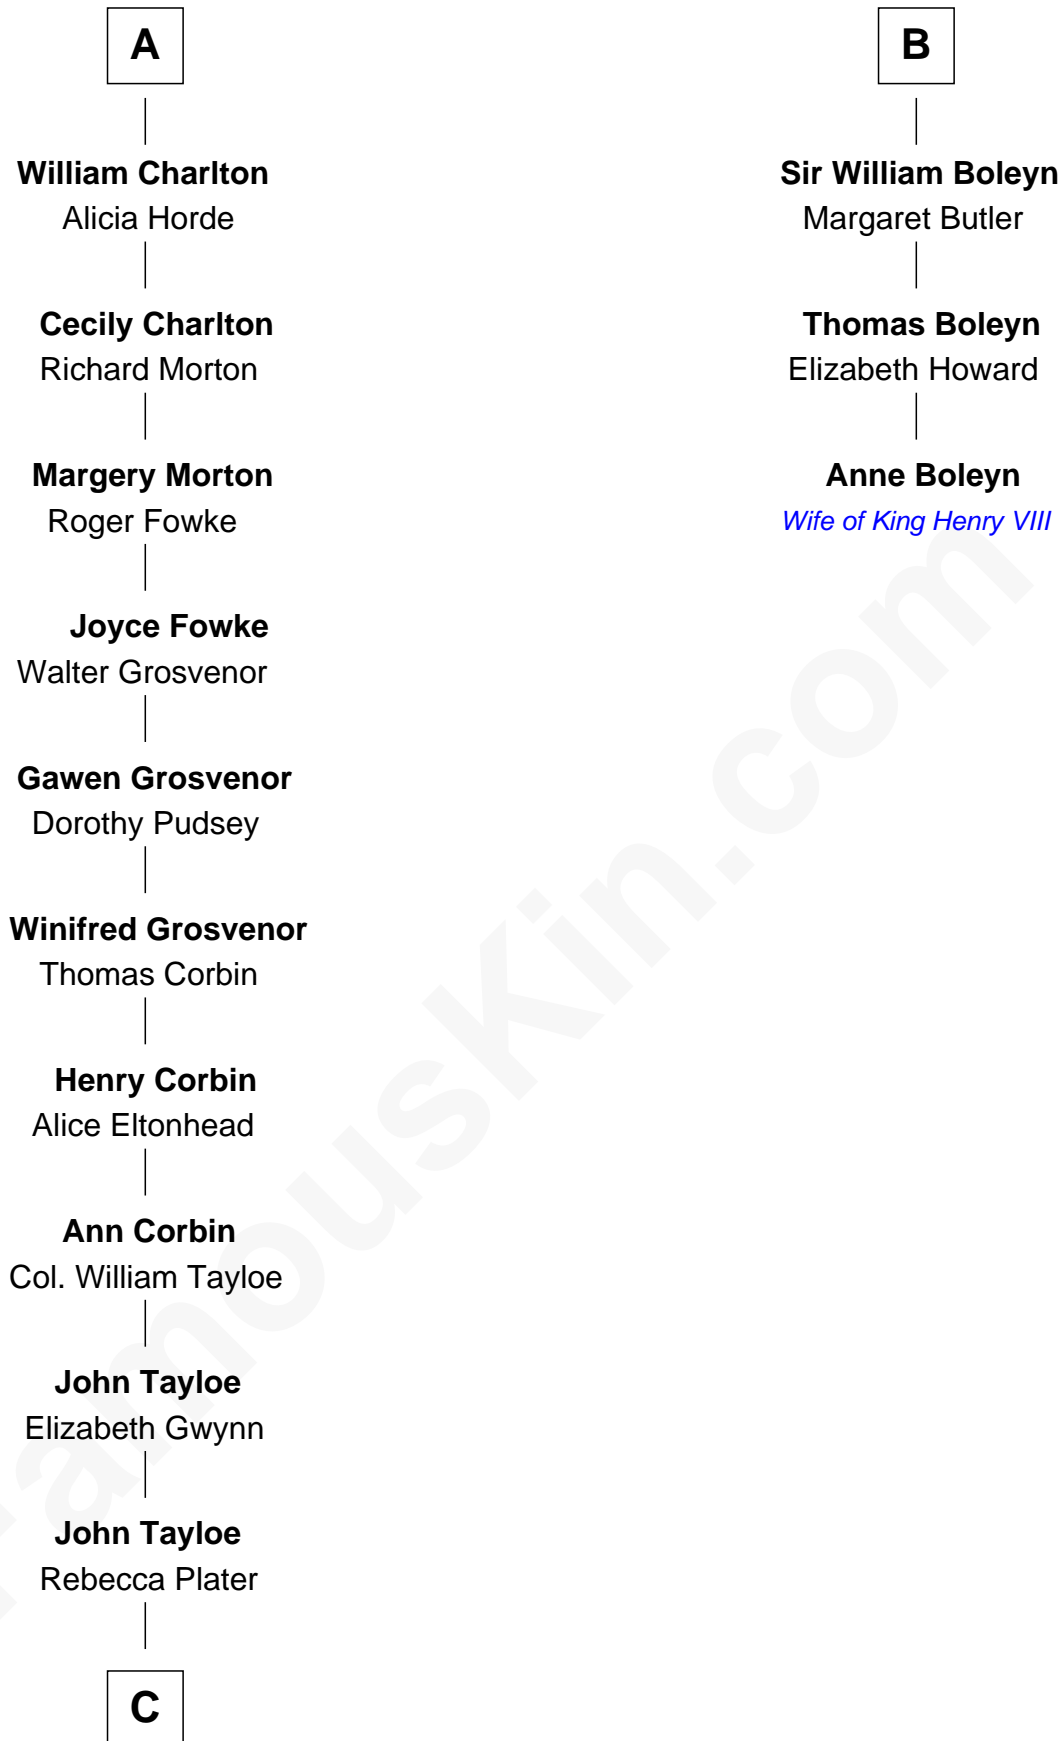 A
William Charlton
Alicia Horde
Cecily Charlton
Richard Morton
Margery Morton
Roger Fowke
Joyce Fowke
Walter Grosvenor
Gawen Grosvenor
Dorothy Pudsey
Winifred Grosvenor
Thomas Corbin
Henry Corbin
Alice Eltonhead
Ann Corbin
Col. William Tayloe
John Tayloe
Elizabeth Gwynn
John Tayloe
Rebecca Plater
C
B
Sir William Boleyn
Margaret Butler
Thomas Boleyn
Elizabeth Howard
Anne Boleyn
Wife of King Henry VIII
FamousKin.com